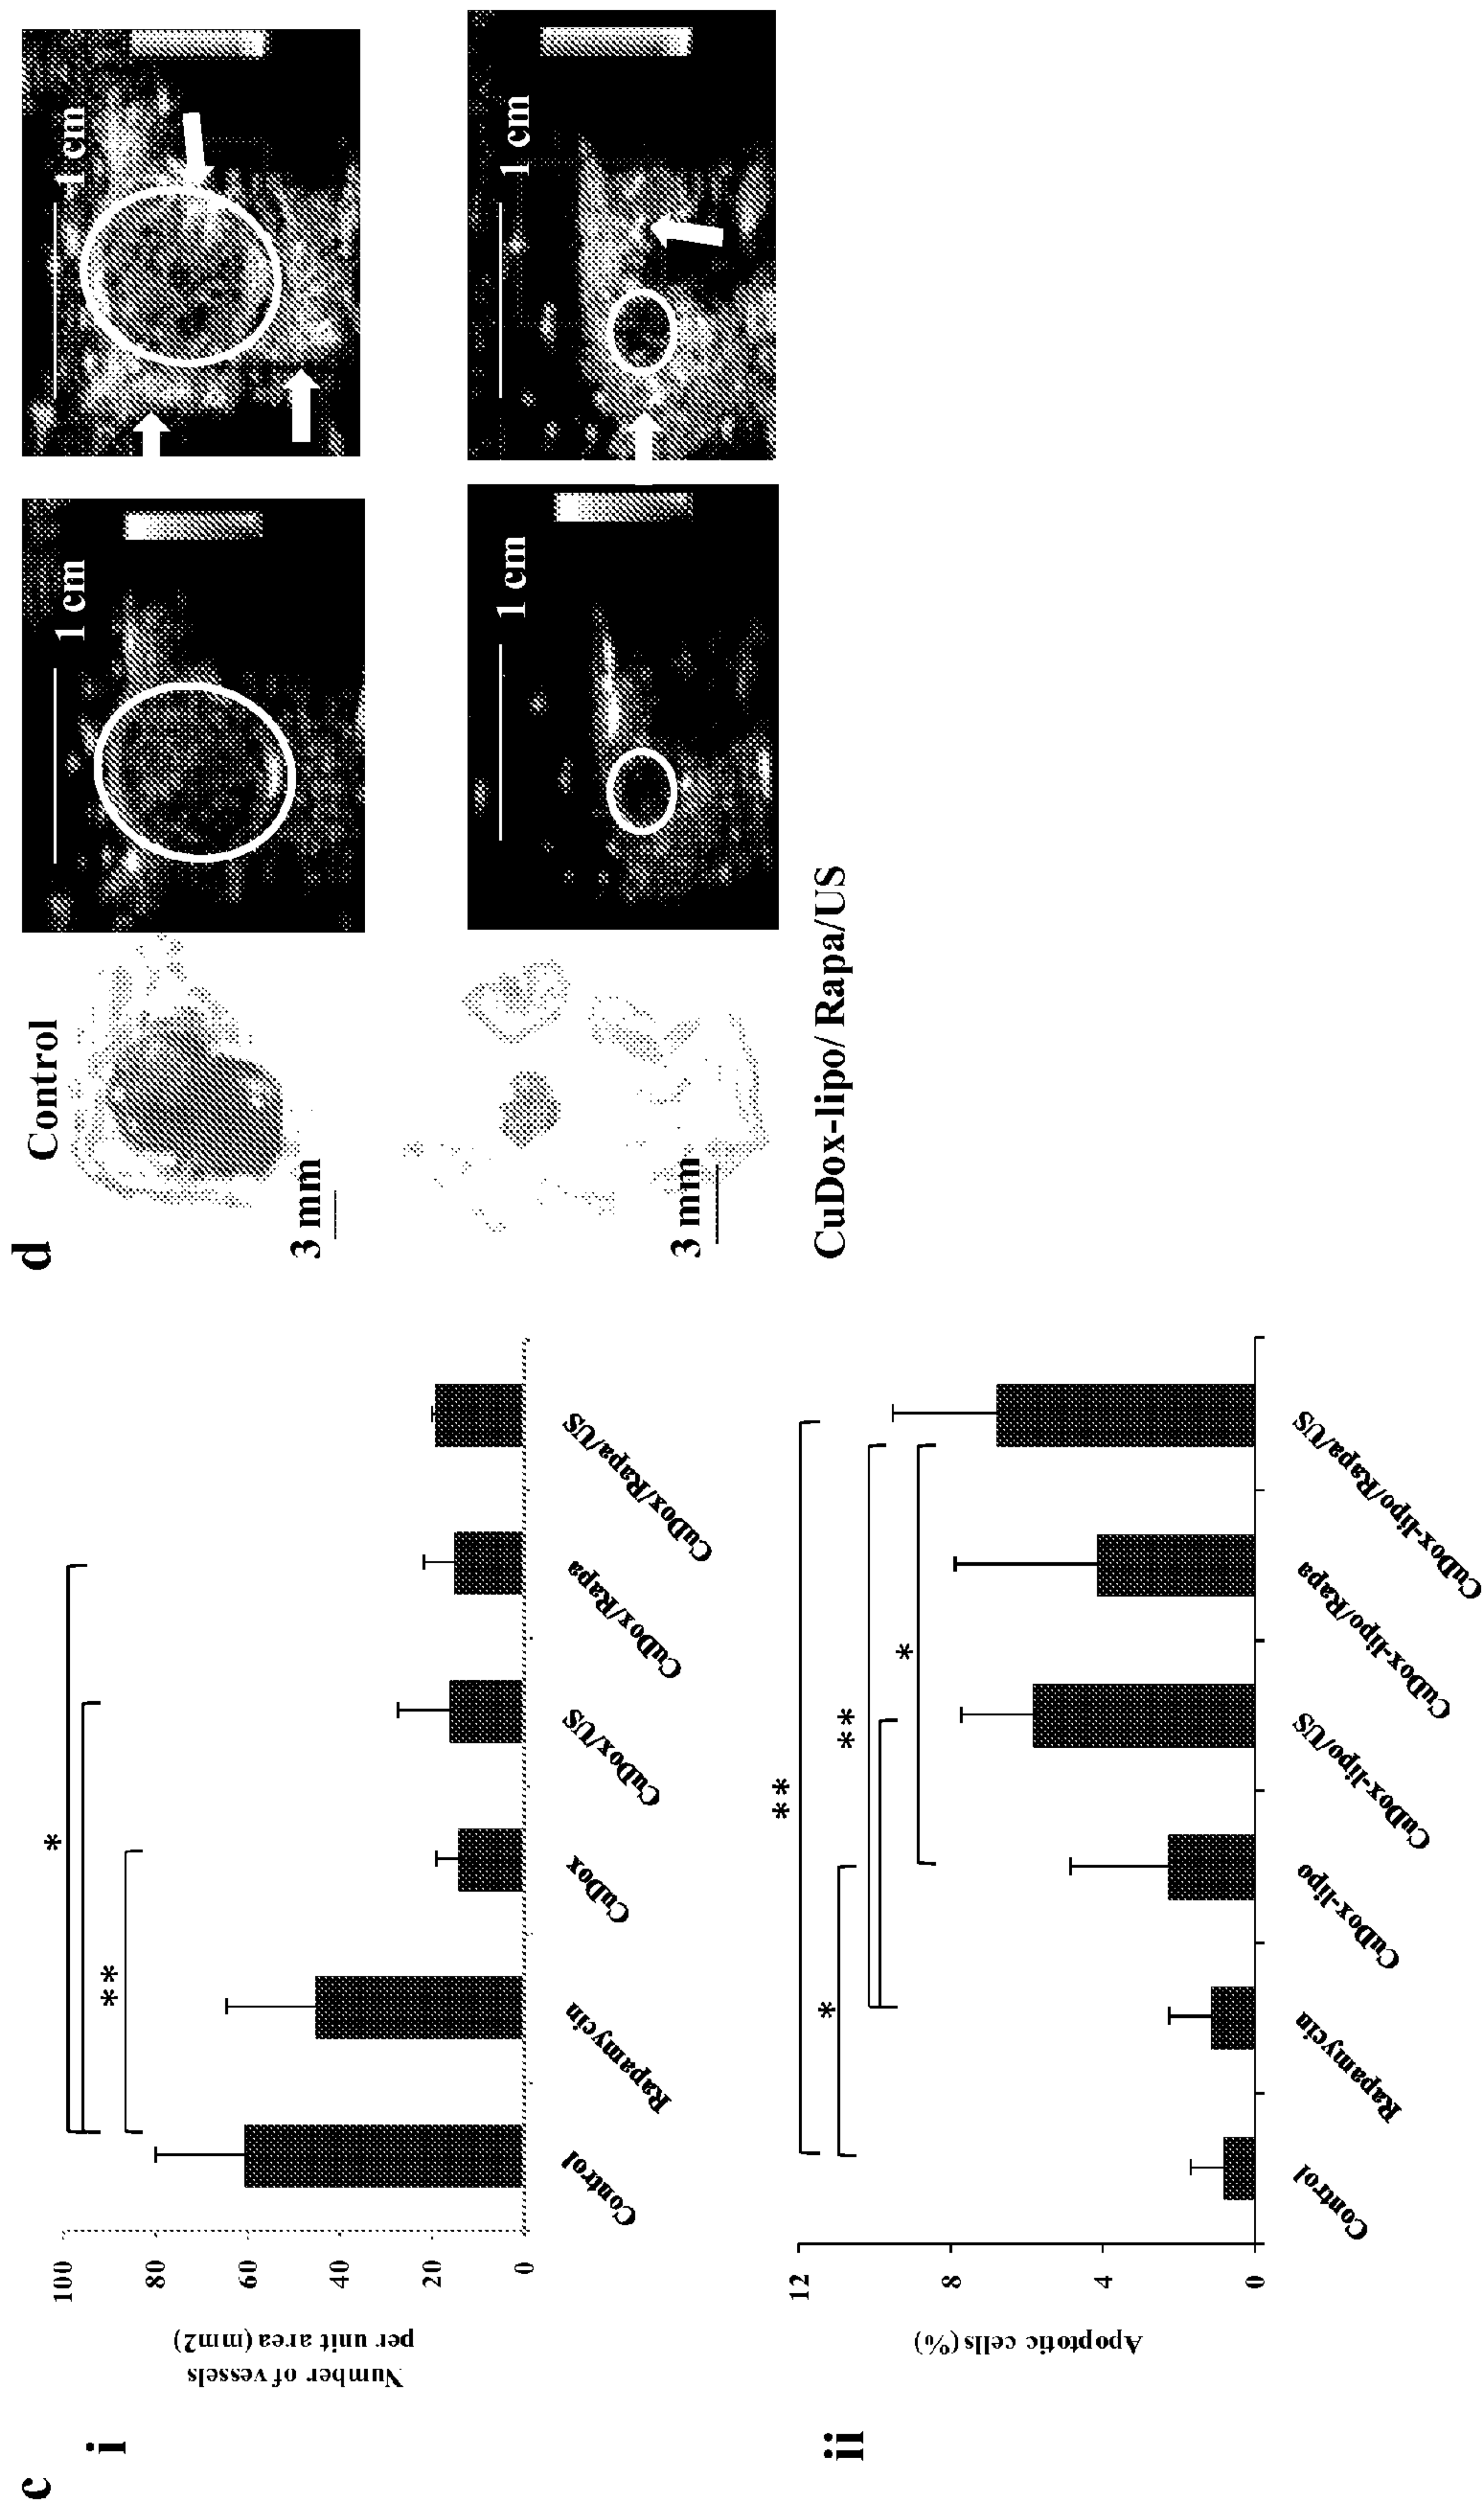 c
i
Number of vessels
per unit area (mm2)
100
80
60
40
20
0
*
**
Control
Rapamycin
CuDox
CuDox/US
CuDox/Rapa
CuDox/Rapa/US
ii
Apoptotic cells (%)
12
8
4
0
**
**
*
*
Control
Rapamycin
CuDox-lipo
CuDox-lipo/US
CuDox-lipo/Rapa
CuDox-lipo/Rapa/US
d
Control
3 mm
1 cm
1 cm
3 mm
1 cm
1 cm
CuDox-lipo/ Rapa/US